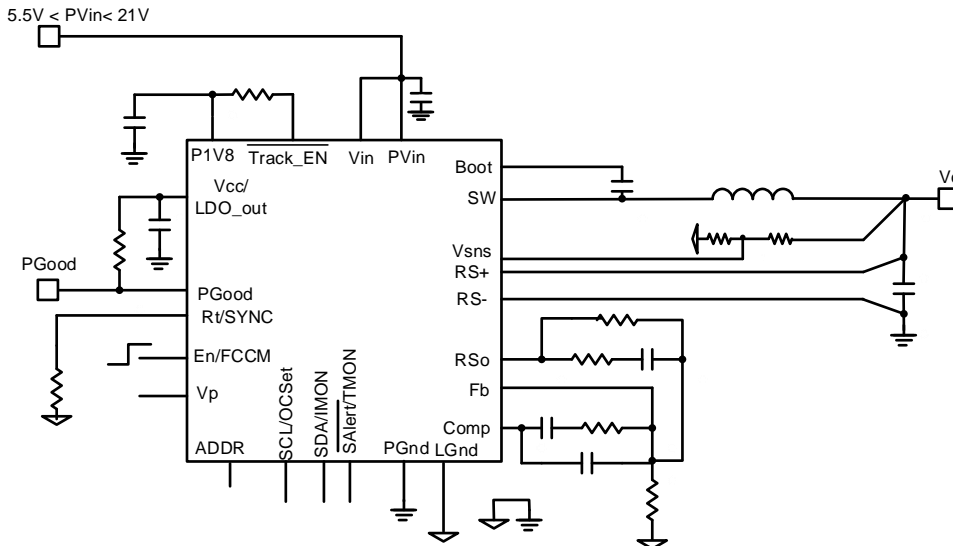 5.5V < PVin< 21V
P1V8
Track_EN
Vin
PVin
Boot
Vcc/
LDO_out
SW
Vsns
RS+
RS-
PGood
PGood
Rt/SYNC
En/FCCM
Vp
RSo
Fb
Comp
ADDR
SCL/OCSet
SDA/IMON
SAlert/TMON
PGnd
LGnd